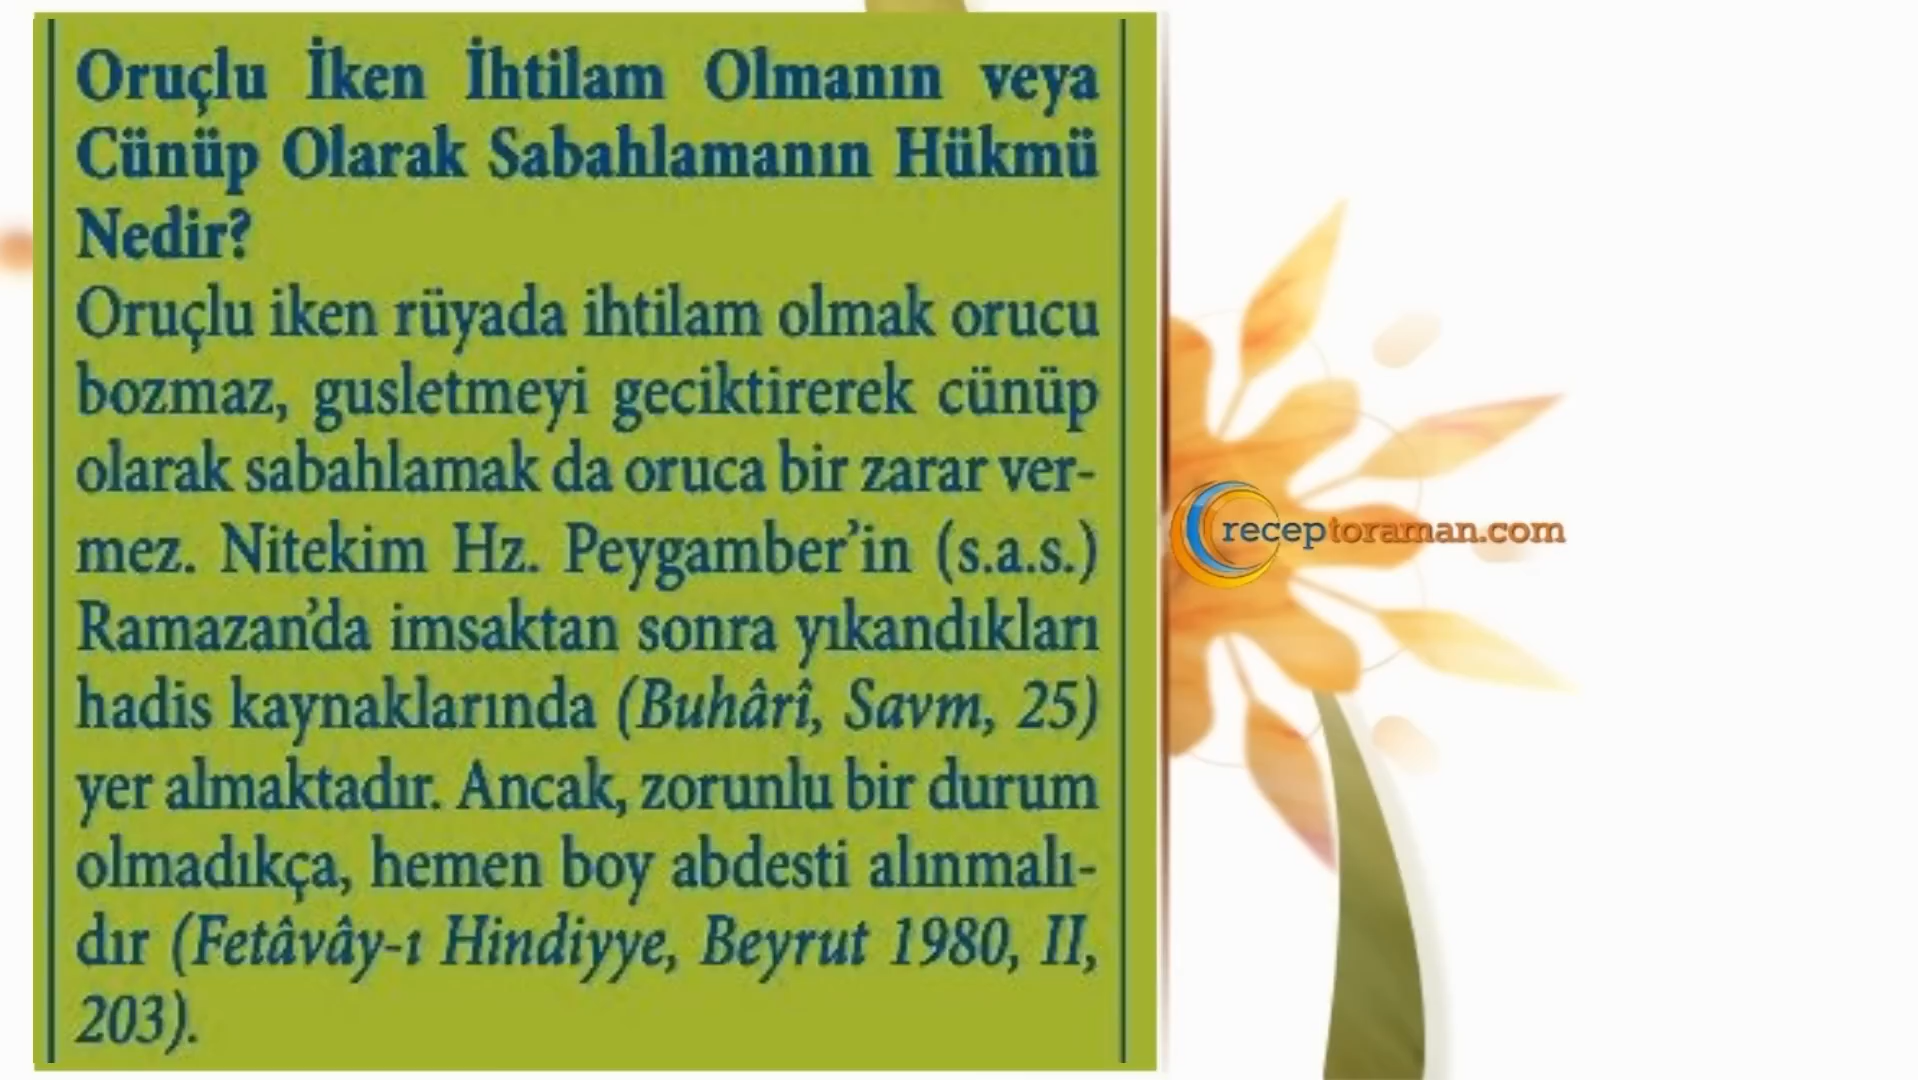 Oruçlu İken İhtilam Olmanın veya
Cünüp Olarak Sabahlamanın Hükmü
Nedir?
Oruçlu iken rüyada ihtilam olmak orucu
bozmaz, gusletmeyi geciktirerek cünüp
olarak sabahlamak da oruca bir zarar ver-
mez. Nitekim Hz. Peygamber’in (s.a.s.)
Ramazan’da imsaktan sonra yıkandıkları
hadis kaynaklarında (Buhârî, Savm, 25)
yer almaktadır. Ancak, zorunlu bir durum
olmadıkça, hemen boy abdesti alınmalı-
dır (Fetâvây-ı Hindiyye, Beyrut 1980, II,
203).
receptoraman.com